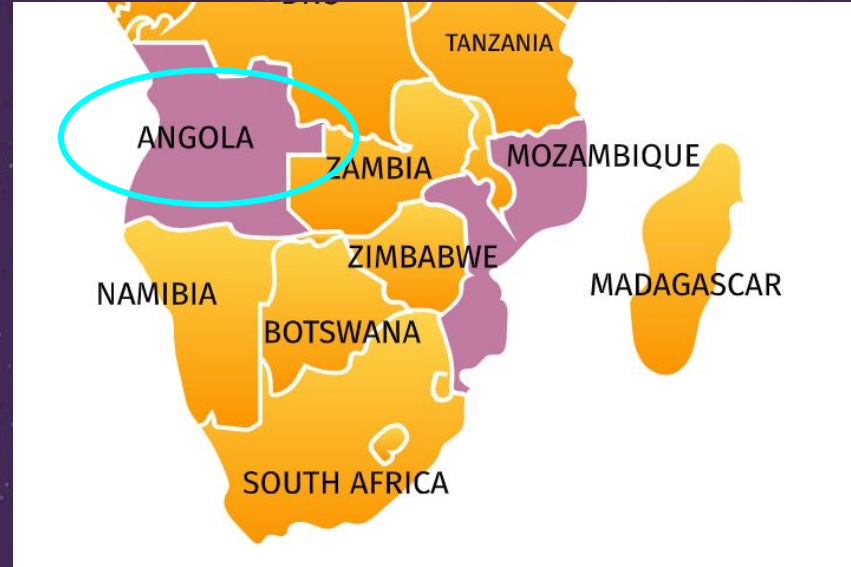 TANZANIA
ANGOLA
MOZAMBIQUE
ZAMBIA
ZIMBABWE
MADAGASCAR
NAMIBIA
BOTSWANA
SOUTH AFRICA